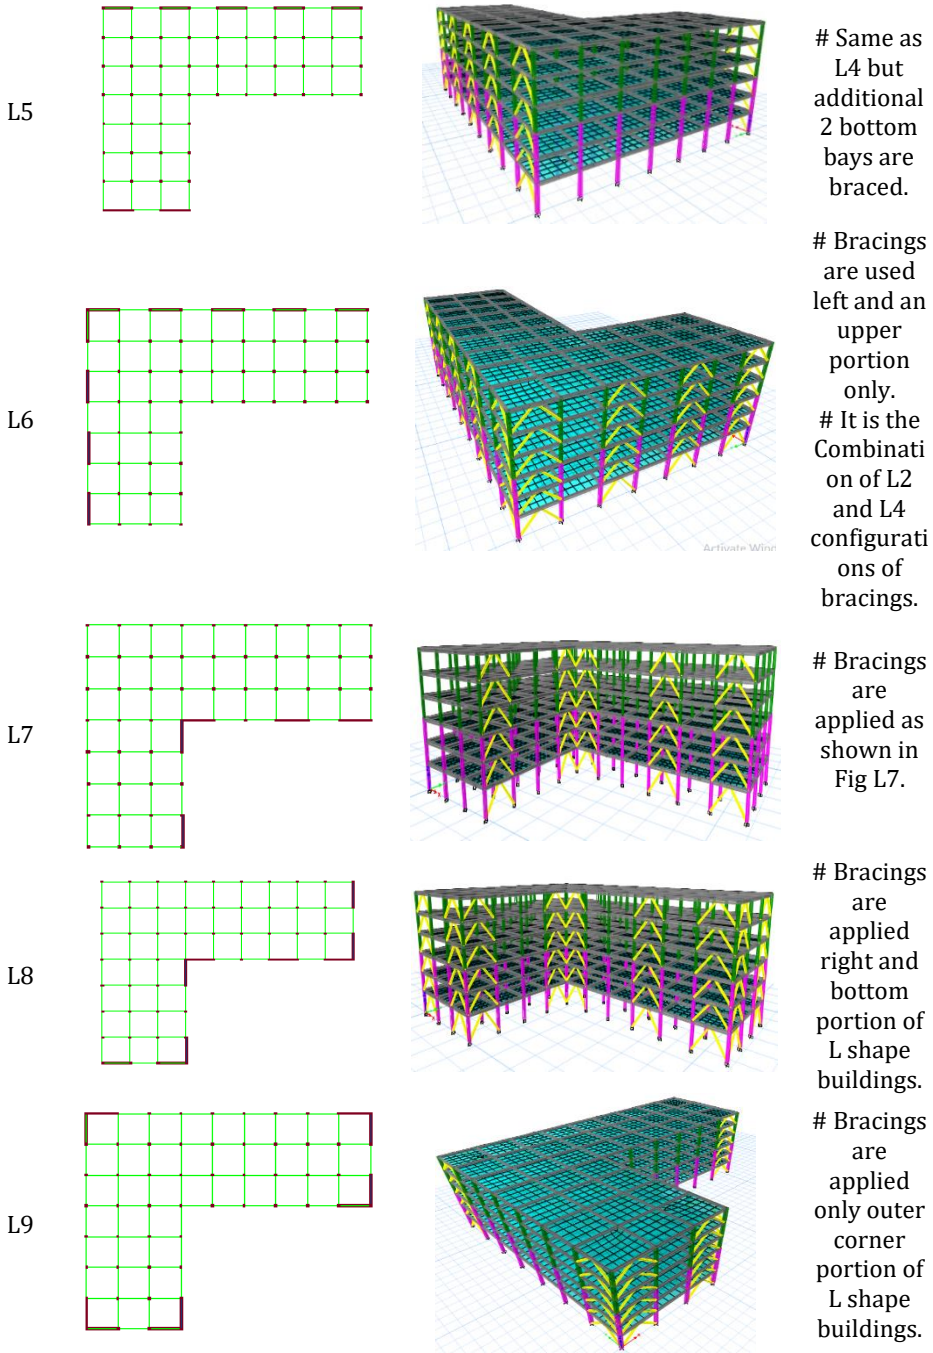 L5
# Same as
L4 but
additional
2 bottom
bays are
braced.
L6
# Bracings
are used
left and an
upper
portion
only.
# It is the
Combinati
on of L2
and L4
configurati
ons of
bracings.
Activate Wind
L7
# Bracings
are
applied as
shown in
Fig L7.
L8
# Bracings
are
applied
right and
bottom
portion of
L shape
buildings.
L9
# Bracings
are
applied
only outer
corner
portion of
L shape
buildings.